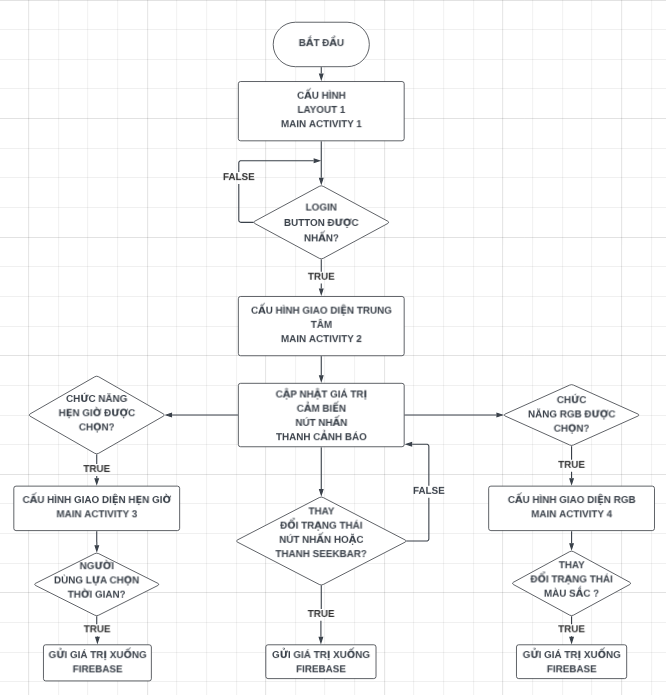 BẮT ĐẦU
CẤU HÌNH
LAYOUT 1
MAIN ACTIVITY 1
FALSE
LOGIN
BUTTON ĐƯỢC
NHẤN?
TRUE
CẤU HÌNH GIAO DIỆN TRUNG
TÂM
MAIN ACTIVITY 2
CẬP NHẬT GIÁ TRỊ
CẢM BIẾN
NÚT NHẤN
THANH CẢNH BÁO
CHỨC NĂNG
HẸN GIỜ ĐƯỢC
CHỌN?
TRUE
CẤU HÌNH GIAO DIỆN HẸN GIỜ
MAIN ACTIVITY 3
NGƯỜI
DÙNG LỰA CHỌN
THỜI GIAN?
TRUE
GỬI GIÁ TRỊ XUỐNG
FIREBASE
FALSE
THAY
ĐỔI TRẠNG THÁI
NÚT NHẤN HOẶC
THANH SEEKBAR?
TRUE
GỬI GIÁ TRỊ XUỐNG
FIREBASE
CHỨC
NĂNG RGB ĐƯỢC
CHỌN?
TRUE
CẤU HÌNH GIAO DIỆN RGB
MAIN ACTIVITY 4
THAY
ĐỔI TRẠNG THÁI
MÀU SẮC ?
TRUE
GỬI GIÁ TRỊ XUỐNG
FIREBASE